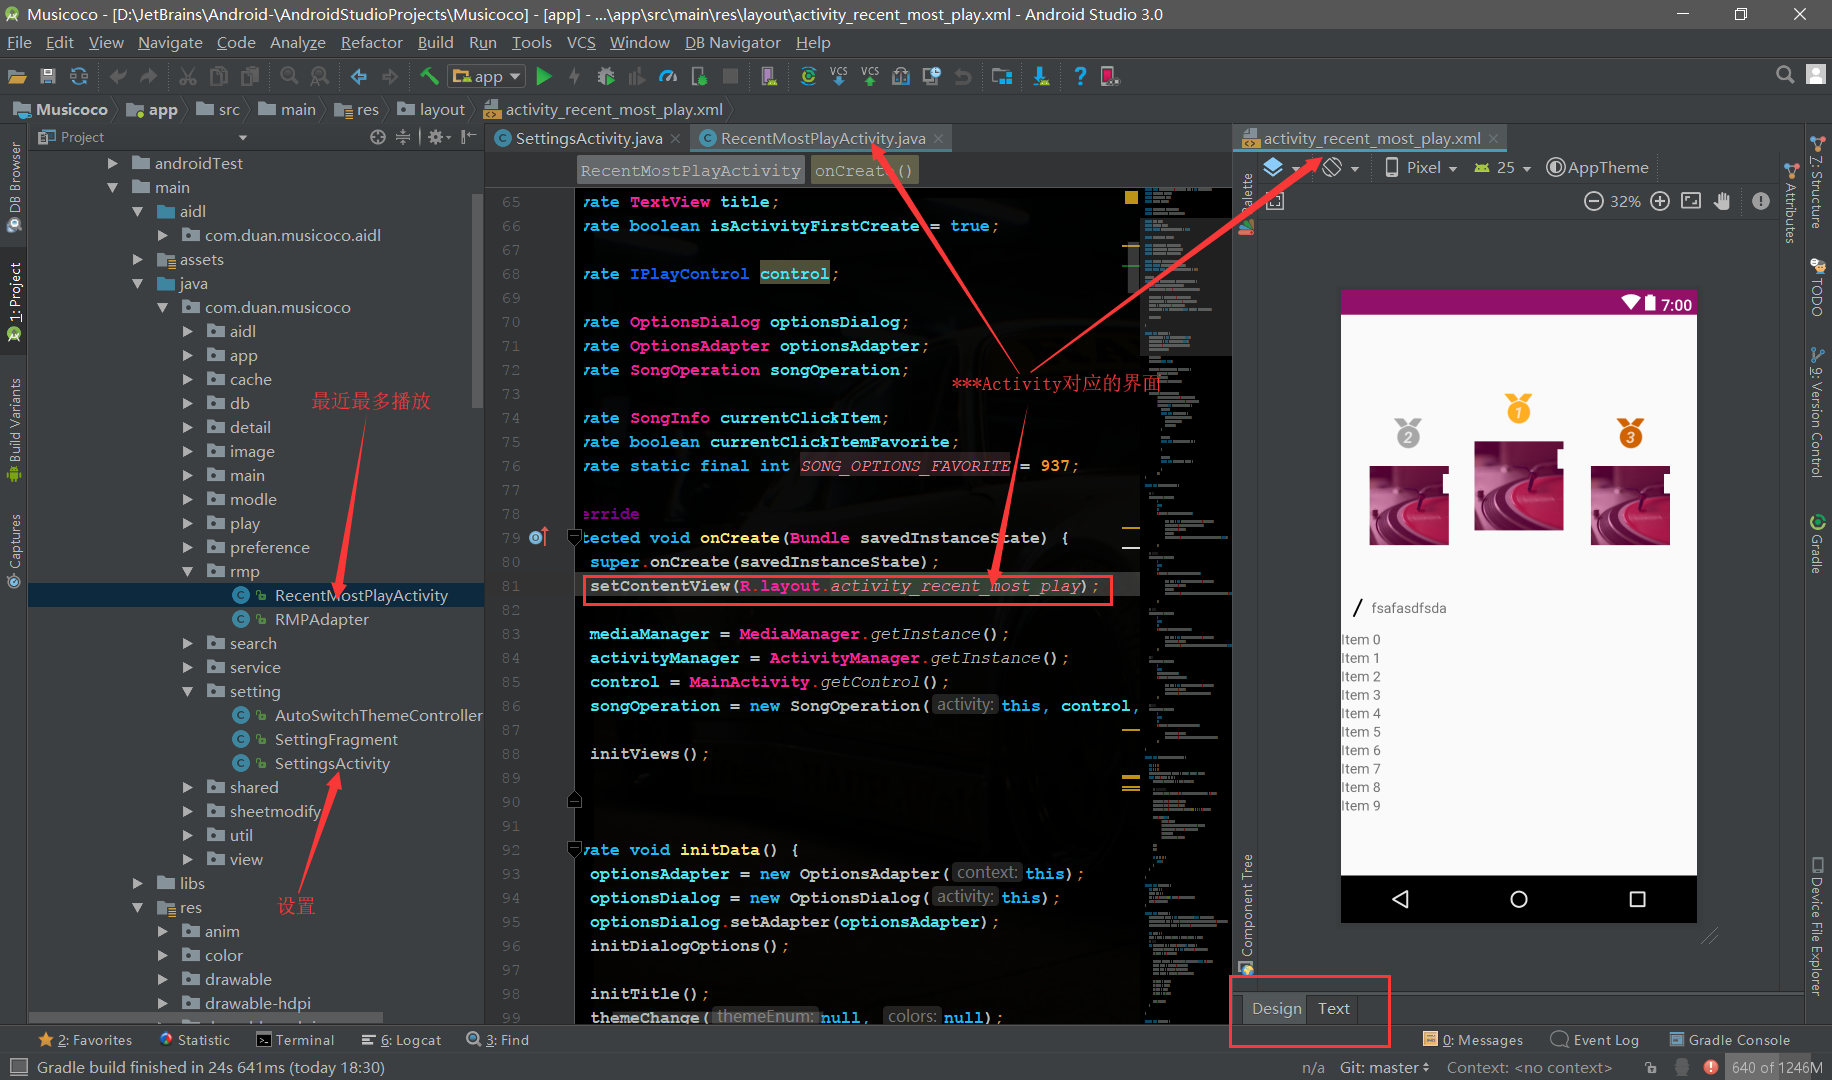 Musicoco - [D:\JetBrains\Android-\AndroidStudioProjects\Musicoco] - [app] - ...\app\src\main\res\layout\activity_recent_most_play.xml - Android Studio 3.0
File Edit View Navigate Code Analyze Refactor Build Run Tools VCS Window DB Navigator Help
app
VCS VCS
Musicoco app src main res layout activity_recent_most_play.xml
Project
SettingsActivity.java RecentMostPlayActivity.java
activity_recent_most_play.xml
DB Browser
1: Project
Build Variants
Captures
androidTest
main
aidl
com.duan.musicoco.aidl
assets
java
com.duan.musicoco
aidl
app
cache
db
最近最多播放
detail
image
main
modle
play
preference
rmp
RecentMostPlayActivity
RMPAdapter
search
service
setting
AutoSwitchThemeController
SettingFragment
SettingsActivity
shared
sheetmodify
util
view
libs
设置
res
anim
color
drawable
drawable-hdpi
RecentMostPlayActivity onCreate()
65 vate TextView title;
66 vate boolean isActivityFirstCreate = true;
67
68 vate IPlayControl control;
69
70 vate OptionsDialog optionsDialog;
71 vate OptionsAdapter optionsAdapter;
72 vate SongOperation songOperation;
73
***Activity对应的界面
74 vate SongInfo currentClickItem;
75 vate boolean currentClickItemFavorite;
76 vate static final int SONG_OPTIONS_FAVORITE = 937;
77
78 erride
79 tected void onCreate(Bundle savedInstanceState) {
80 super.onCreate(savedInstanceState);
81 setContentView(R.layout.activity_recent_most_play);
82
83 mediaManager = MediaManager.getInstance();
84 activityManager = ActivityManager.getInstance();
85 control = MainActivity.getControl();
86 songOperation = new SongOperation( activity: this, control,
87
88 initViews();
89
90
91
92 vate void initData() {
93 optionsAdapter = new OptionsAdapter( context: this);
94 optionsDialog = new OptionsDialog( activity: this);
95 optionsDialog.setAdapter(optionsAdapter);
96 initDialogOptions();
97
98 initTitle();
99 themeChange( themeEnum: null, colors: null);
Palette
Pixel 25 AppTheme
32%
Component Tree
7:00
1
2
3
fsafasdfsda
Item 0
Item 1
Item 2
Item 3
Item 4
Item 5
Item 6
Item 7
Item 8
Item 9
Design Text
Attributes
7: Structure
TODO
9: Version Control
Gradle
Device File Explorer
2: Favorites Statistic Terminal 6: Logcat 3: Find
0: Messages Event Log Gradle Console
Gradle build finished in 24s 641ms (today 18:30)
n/a Git: master Context: <no context> 640 of 1246M